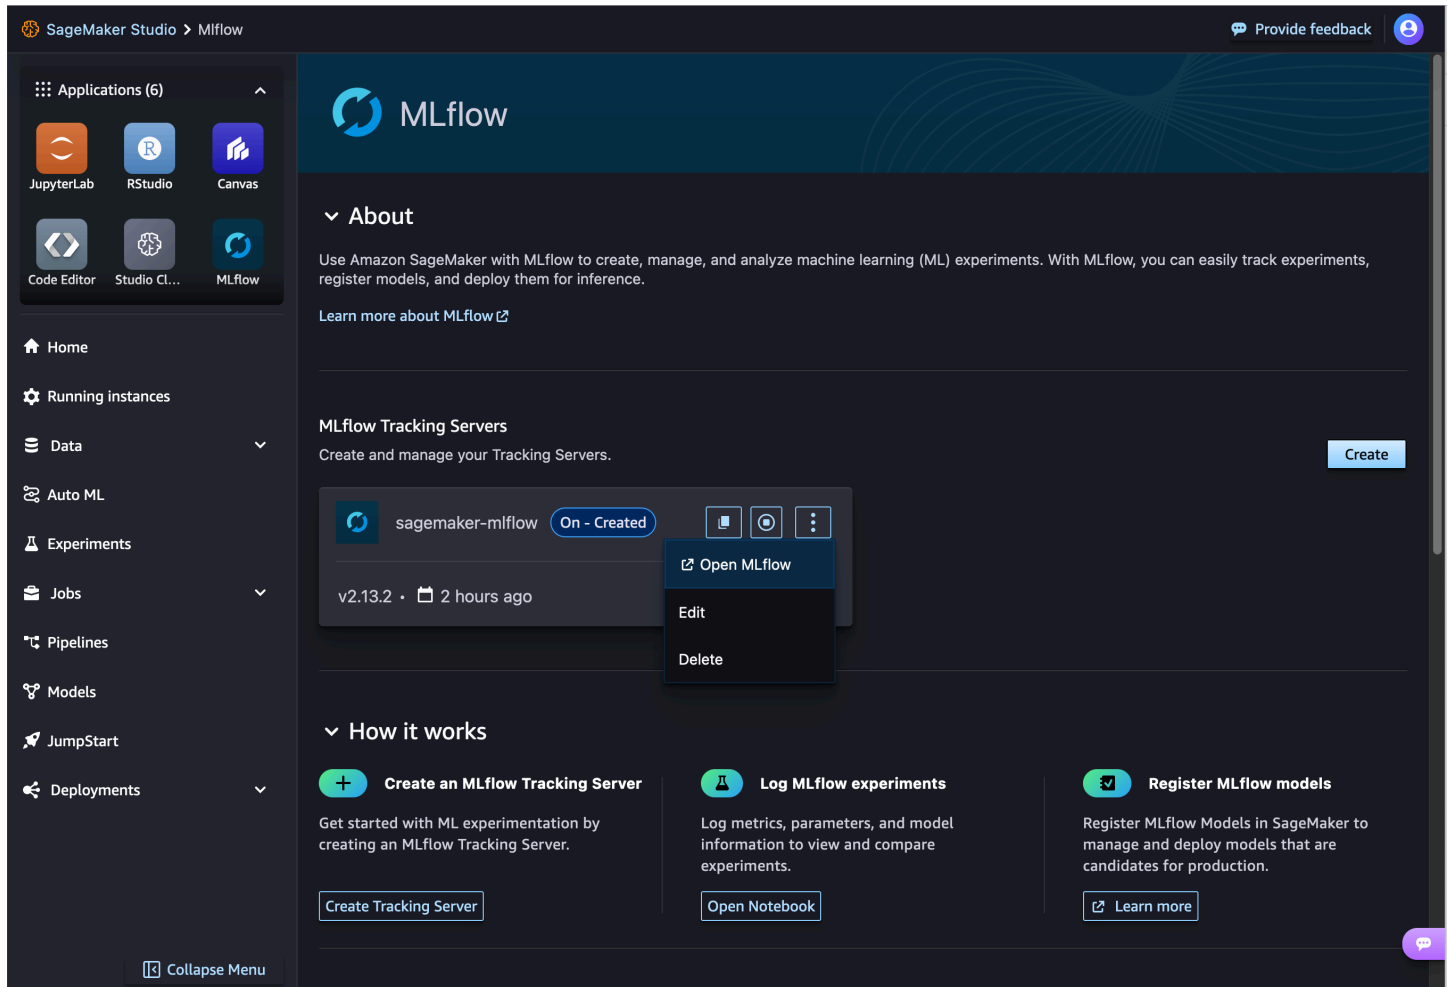 SageMaker Studio > Mlflow
Provide feedback
Applications (6)
JupyterLab
RStudio
Canvas
Code Editor
Studio Cl...
MLflow
Home
Running instances
Data
Auto ML
Experiments
Jobs
Pipelines
Models
JumpStart
Deployments
Collapse Menu
MLflow
About
Use Amazon SageMaker with MLflow to create, manage, and analyze machine learning (ML) experiments. With MLflow, you can easily track experiments,
register models, and deploy them for inference.
Learn more about MLflow
MLflow Tracking Servers
Create and manage your Tracking Servers.
Create
sagemaker-mlflow
On - Created
v2.13.2 • 2 hours ago
Open MLflow
Edit
Delete
How it works
Create an MLflow Tracking Server
Get started with ML experimentation by
creating an MLflow Tracking Server.
Create Tracking Server
Log MLflow experiments
Log metrics, parameters, and model
information to view and compare
experiments.
Open Notebook
Register MLflow models
Register MLflow Models in SageMaker to
manage and deploy models that are
candidates for production.
Learn more